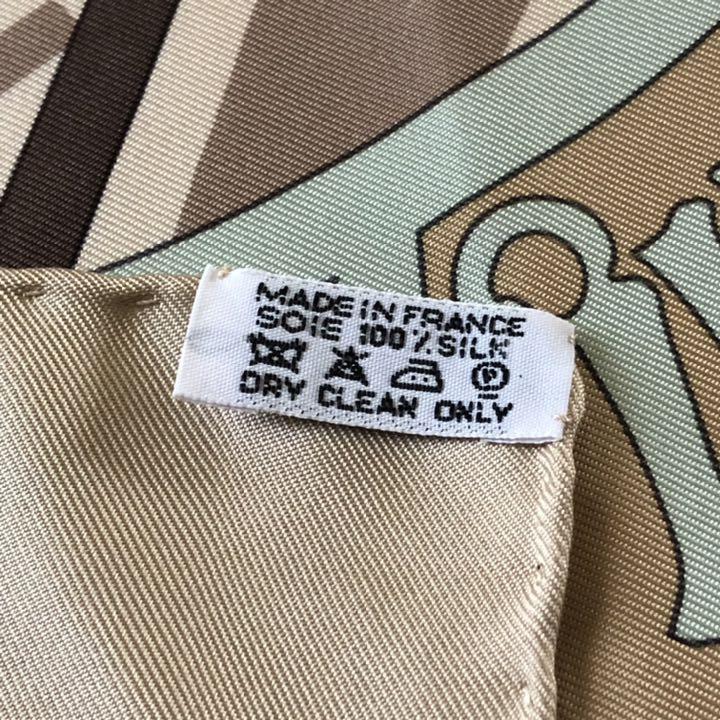 MADE IN FRANCE
SOIE 100% SILK
P
DRY CLEAN ONLY